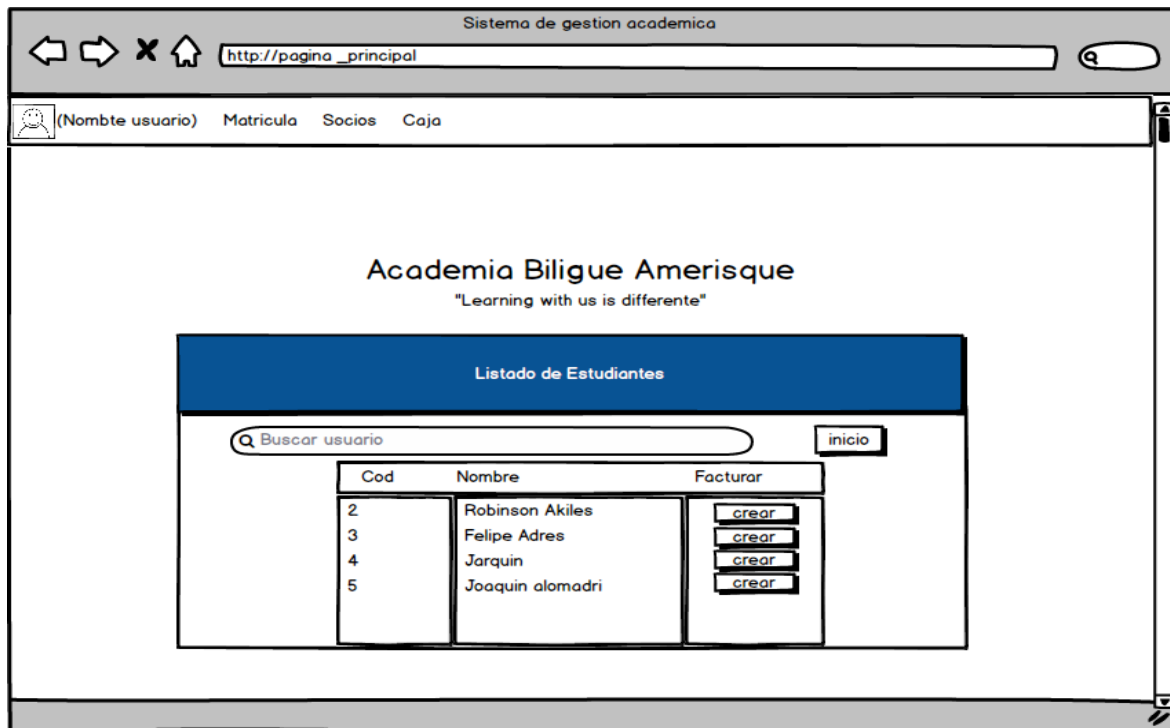 Sistema de gestion academica
http://pagina _principal
(Nombte usuario) Matricula Socios Caja
Academia Biligue Amerisque
"Learning with us is differente"
Listado de Estudiantes
Buscar usuario inicio
Cod Nombre Facturar
2 Robinson Akiles crear
3 Felipe Adres crear
4 Jarquin crear
5 Joaquin alomadri crear